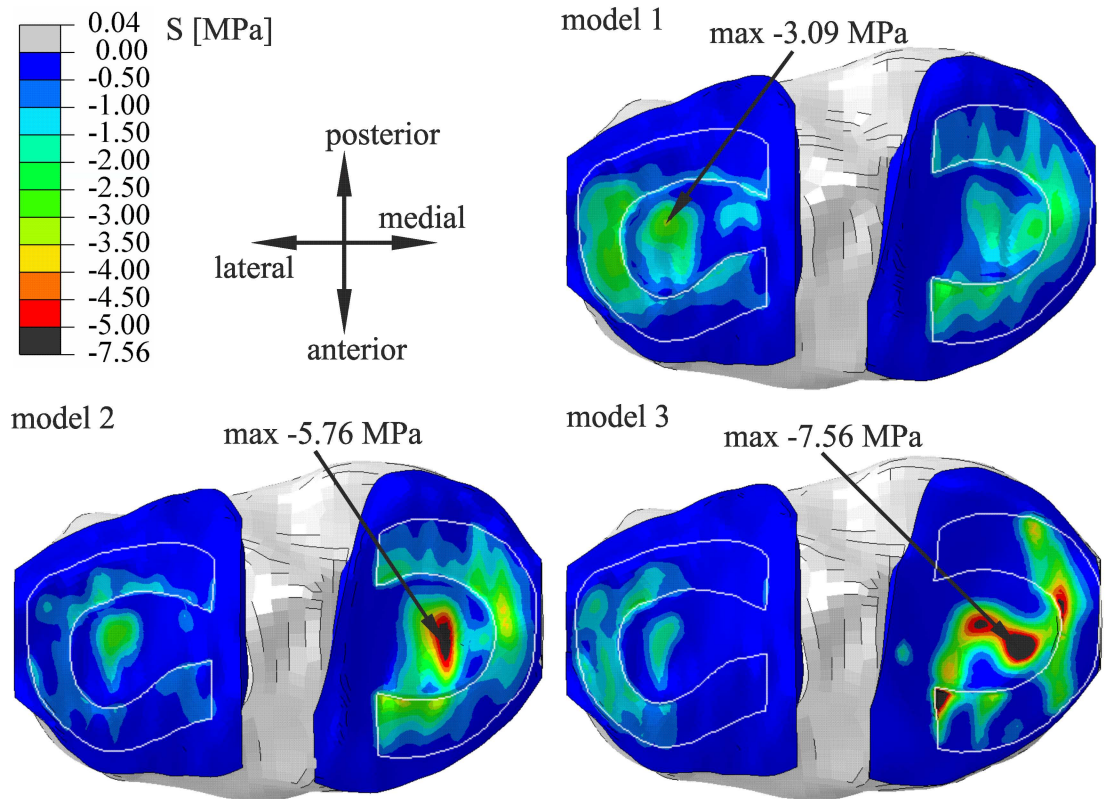 0.04
0.00
-0.50
-1.00
-1.50
-2.00
-2.50
-3.00
-3.50
-4.00
-4.50
-5.00
-7.56
S [MPa]
posterior
medial
lateral
anterior
model 1
max -3.09 MPa
model 2
max -5.76 MPa
model 3
max -7.56 MPa